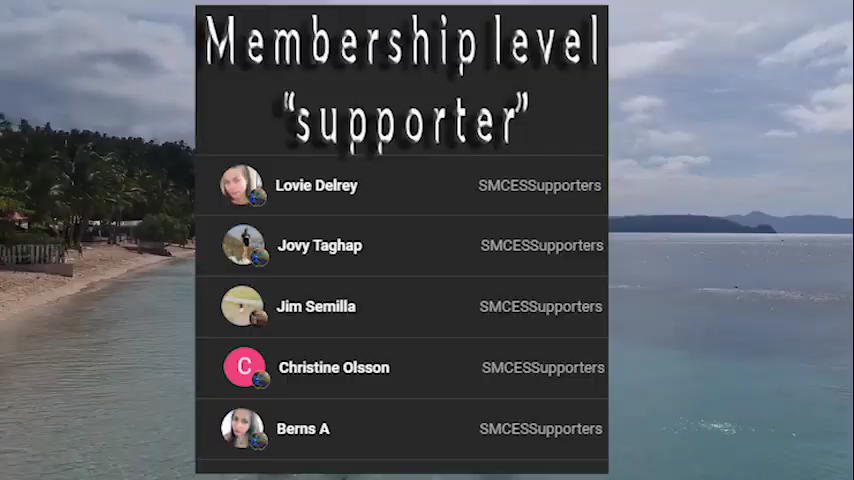 Membership level
“supporter”
Lovie Delrey SMCESSupporters
Jovy Taghap SMCESSupporters
Jim Semilla SMCESSupporters
C Christine Olsson SMCESSupporters
Berns A SMCESSupporters